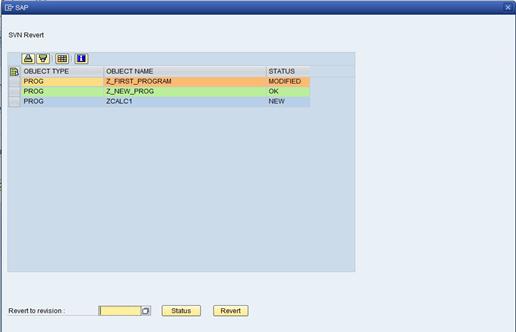 SAP
SVN Revert
OBJECT TYPE OBJECT NAME STATUS
PROG Z_FIRST_PROGRAM MODIFIED
PROG Z_NEW_PROG OK
PROG ZCALC1 NEW
Revert to revision : Status Revert